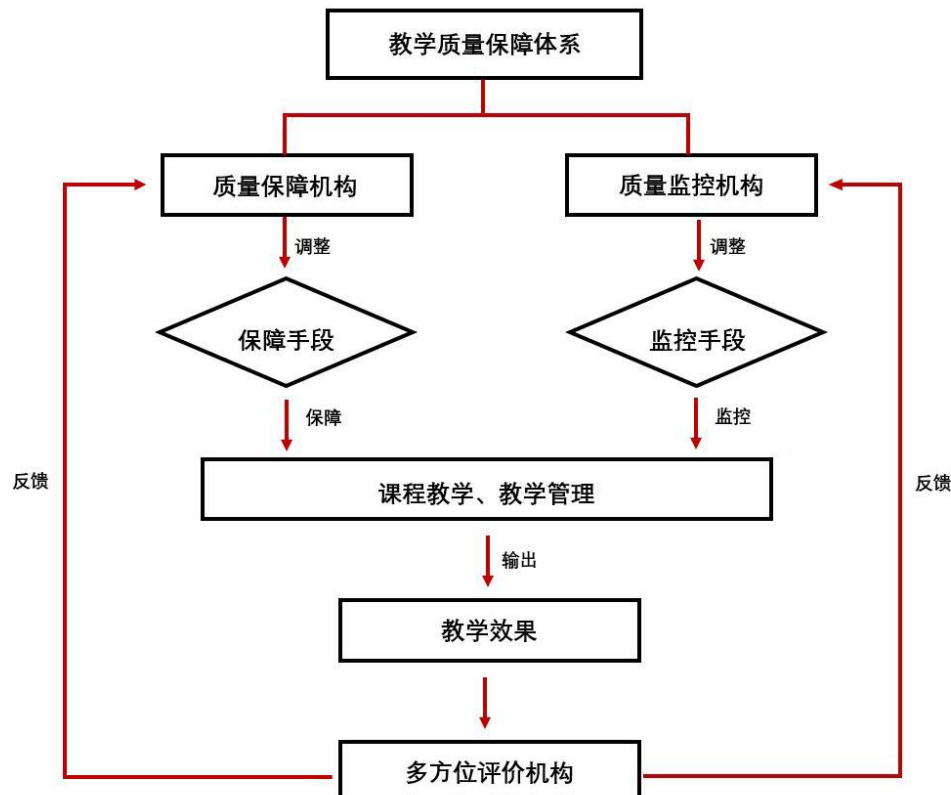 教学质量保障体系
质量保障机构
质量监控机构
调整
调整
保障手段
监控手段
保障
监控
反馈
课程教学、教学管理
反馈
输出
教学效果
多方位评价机构